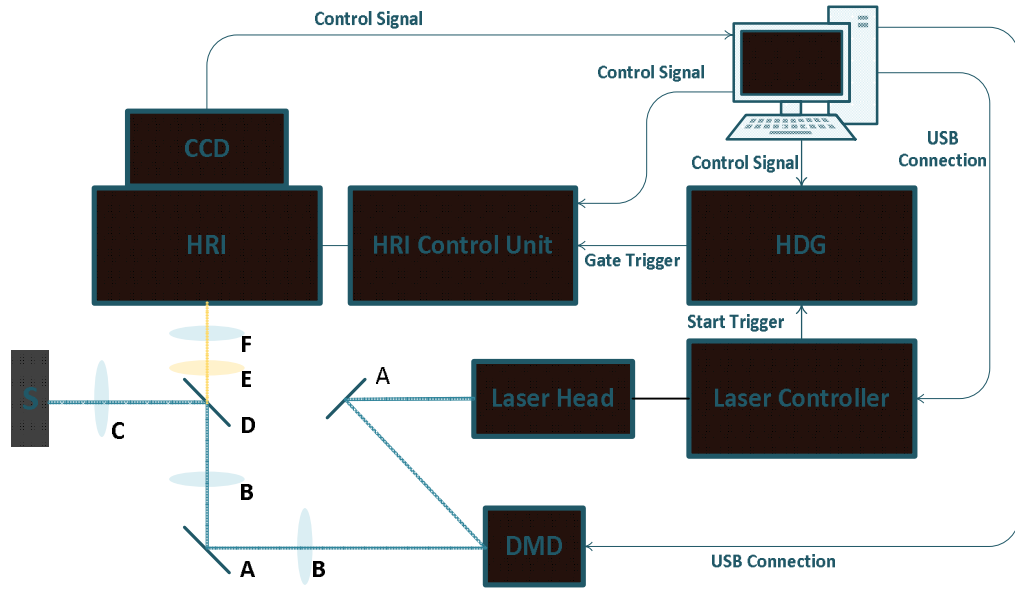 Control Signal
Control Signal
CCD
USB
Connection
Control Signal
HRI
HRI Control Unit
HDG
Gate Trigger
Start Trigger
F
E
A
S
Laser Head
Laser Controller
C
D
B
DMD
A
B
USB Connection